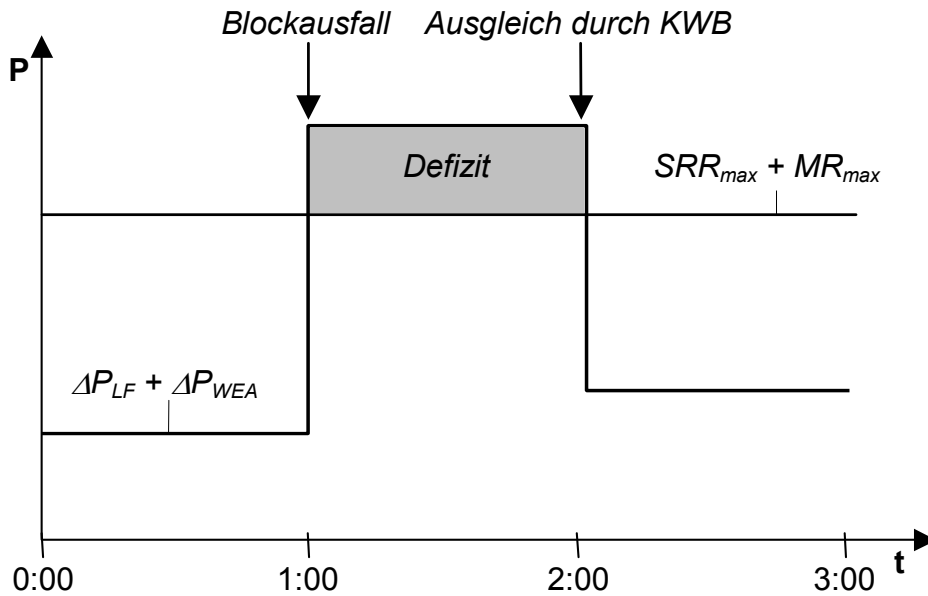 Blockausfall
Ausgleich durch KWB
P
Defizit
SRRmax + MRmax
ΔPLF + ΔPWEA
0:00
1:00
2:00
3:00
t